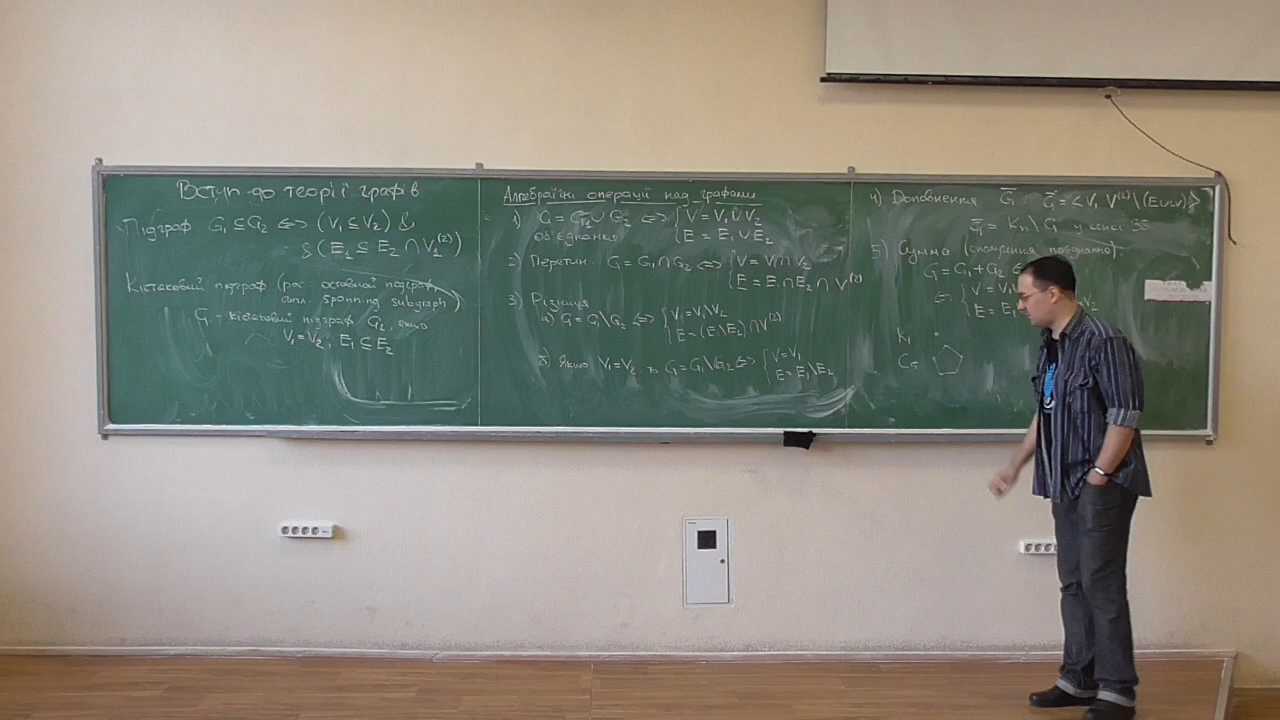 Вступ до теорії графів
Підграф G₁ ⊆ G₂ ⟺ (V₁ ⊆ V₂) &
& (E₁ ⊆ E₂ ∩ V₁⁽²⁾)
Кістяковий підграф (рос. остовный подграф,
англ. spanning subgraph)
G₁ - кістяковий підграф G₂, якщо
V₁ = V₂, E₁ ⊆ E₂
Алгебраїчні операції над графами
1) G = G₁ ∪ G₂ ⟺ { V = V₁ ∪ V₂
об'єднання E = E₁ ∪ E₂
2) Перетин. G = G₁ ∩ G₂ ⟺ { V = V₁ ∩ V₂
E = E₁ ∩ E₂ ∩ V⁽²⁾
3) Різниця
а) G = G₁\G₂ ⟺ { V = V₁\V₂
E = (E₁\E₂) ∩ V⁽²⁾
б) Якщо V₁ = V₂ то G = G₁\G₂ ⟺ { V = V₁
E = E₁\E₂
4) Доповнення G̅
G̅ = Kₙ \ G у сенсі 3б.
5) Сумма
G = G₁ + G₂
⟺ { V = V₁
E = E₁
K₁
C₅